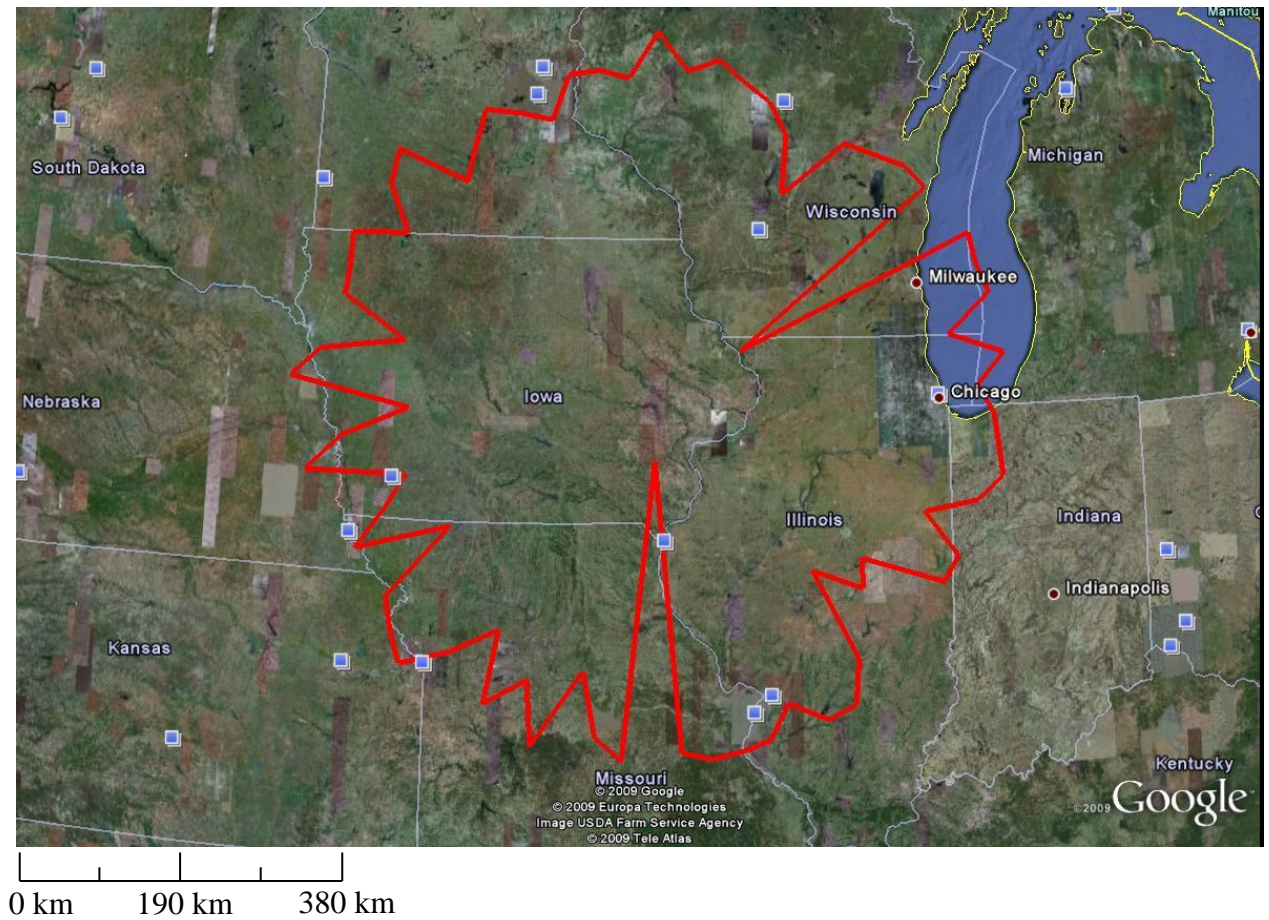 Manitou
South Dakota
Michigan
Wisconsin
Milwaukee
Nebraska
Iowa
Chicago
Illinois
Indiana
Indianapolis
Kansas
Missouri
Kentucky
© 2009 Google
© 2009 Europa Technologies
Image USDA Farm Service Agency
© 2009 Tele Atlas
©2009 Google
0 km 190 km 380 km